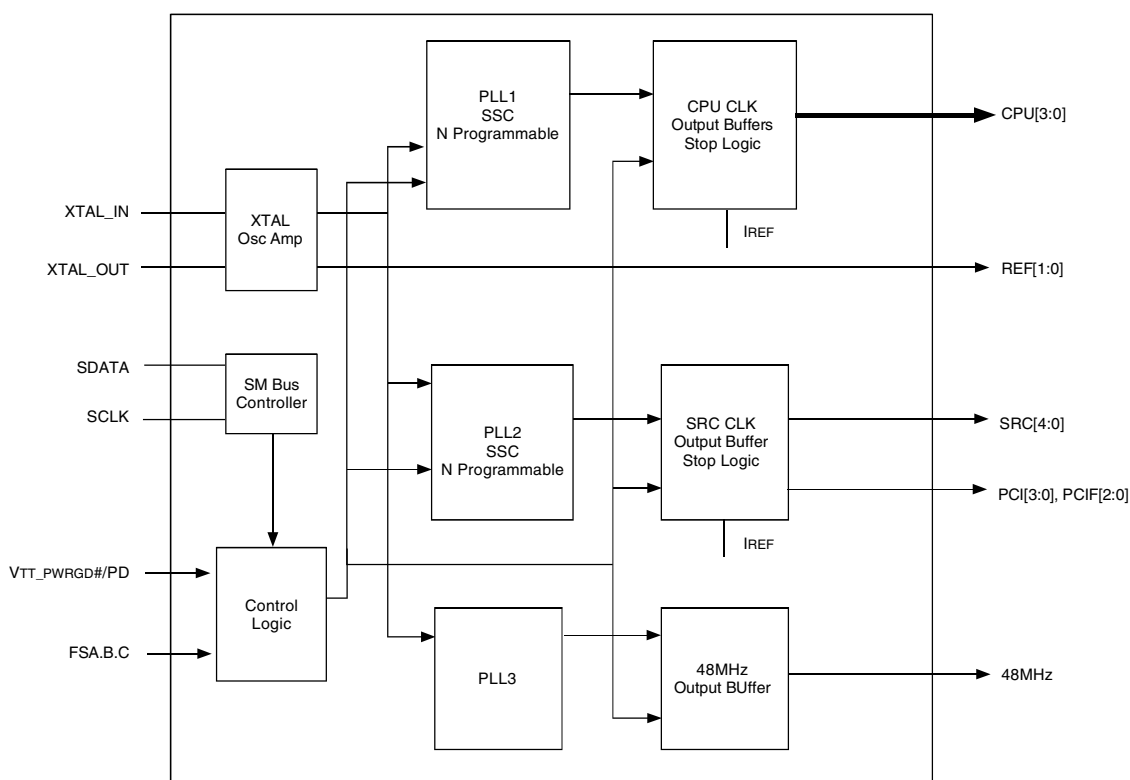 PLL1
SSC
N Programmable
CPU CLK
Output Buffers
Stop Logic
CPU[3:0]
XTAL_IN
XTAL
Osc Amp
IREF
XTAL_OUT
REF[1:0]
SDATA
SM Bus
Controller
SCLK
PLL2
SSC
N Programmable
SRC CLK
Output Buffer
Stop Logic
SRC[4:0]
PCI[3:0], PCIF[2:0]
IREF
VTT_PWRGD#/PD
Control
Logic
FSA.B.C
PLL3
48MHz
Output BUffer
48MHz